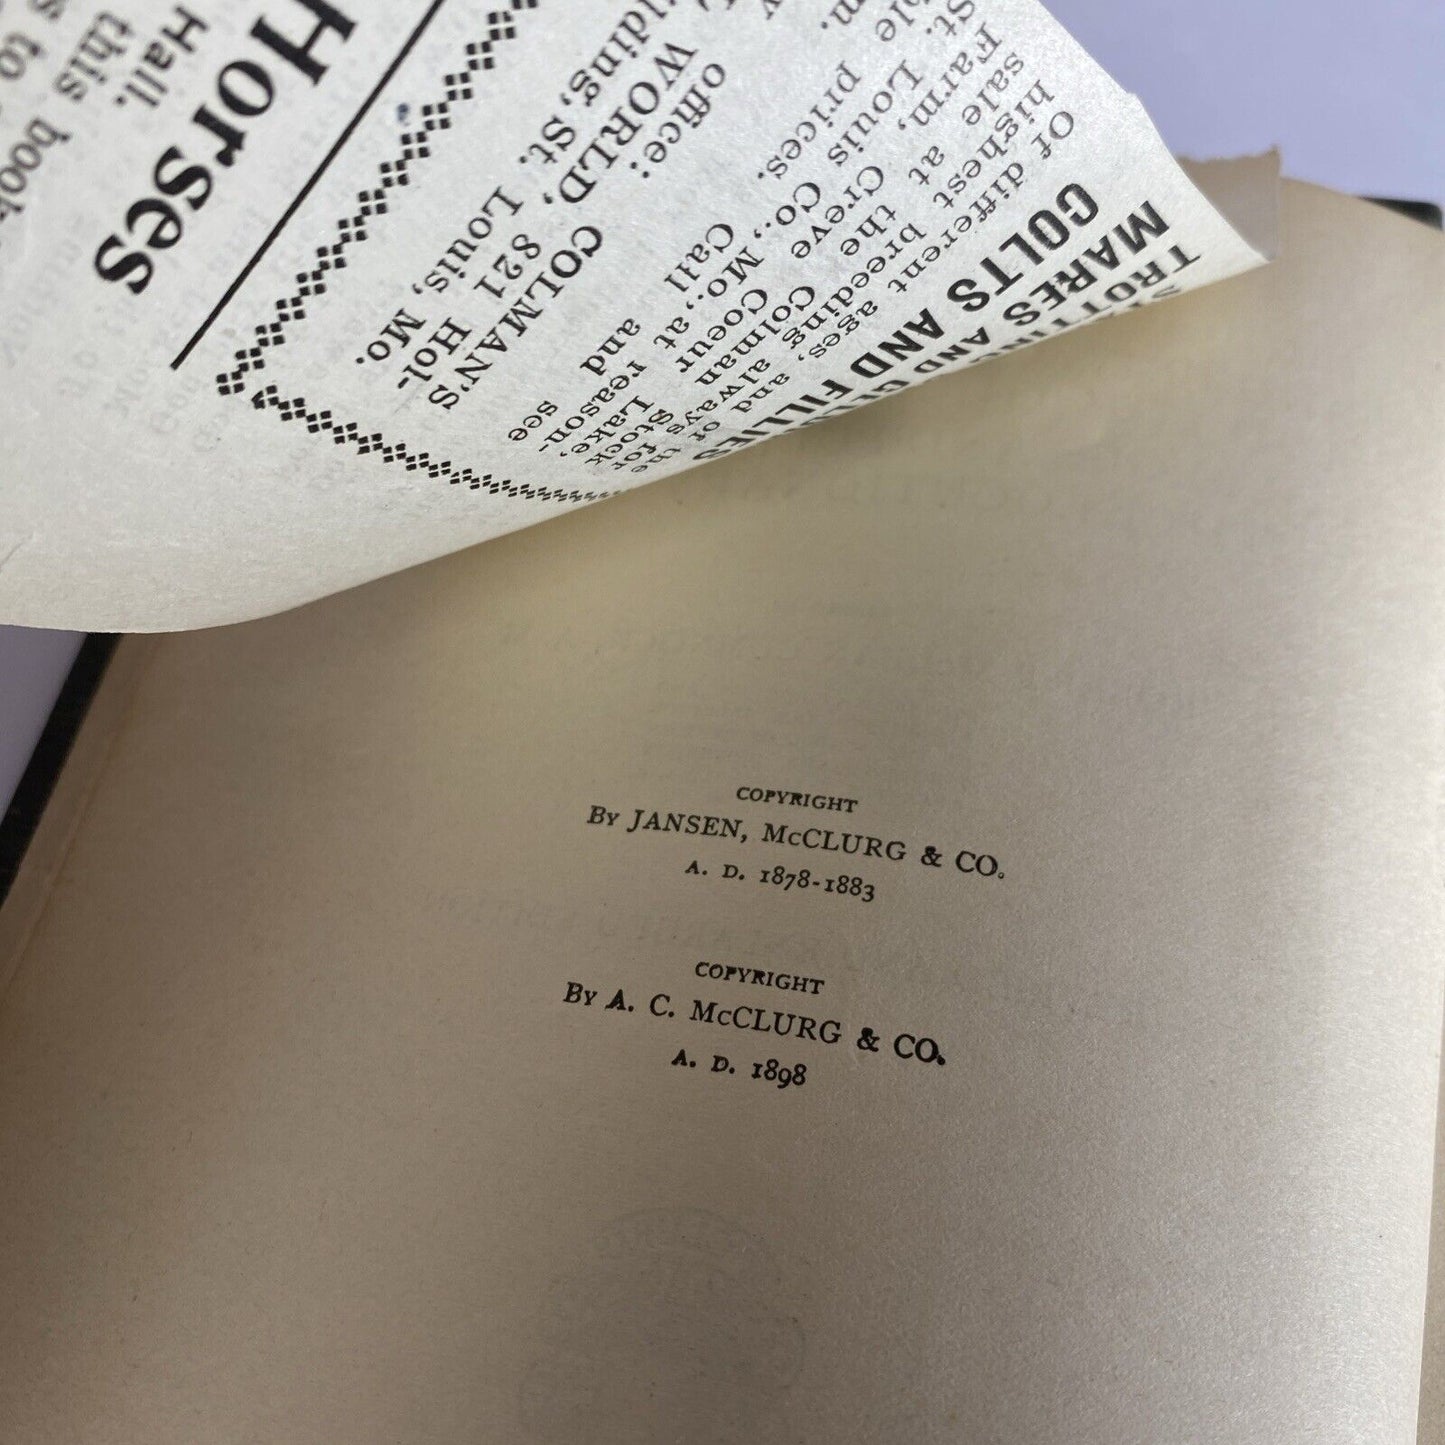 TROTTING
MARES AND
COLTS AND FILLIES
Of different ages, and of the
highest breeding always for
sale at the Colman Stock
Farm, Creve Coeur Lake,
St. Louis Co., Mo., at reason-
ble prices. Call and see
m.
office: COLMAN'S
WORLD, 821 Hol-
lding, St. Louis, Mo.
Horses
Hall.
this book
s to
COPYRIGHT
BY JANSEN, MCCLURG & CO.
A. D. 1878-1883
COPYRIGHT
BY A. C. MCCLURG & CO.
A. D. 1898